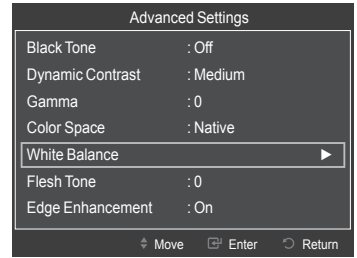 Advanced Settings
Black Tone : Off
Dynamic Contrast : Medium
Gamma : 0
Color Space : Native
White Balance ►
Flesh Tone : 0
Edge Enhancement : On
Move Enter Return